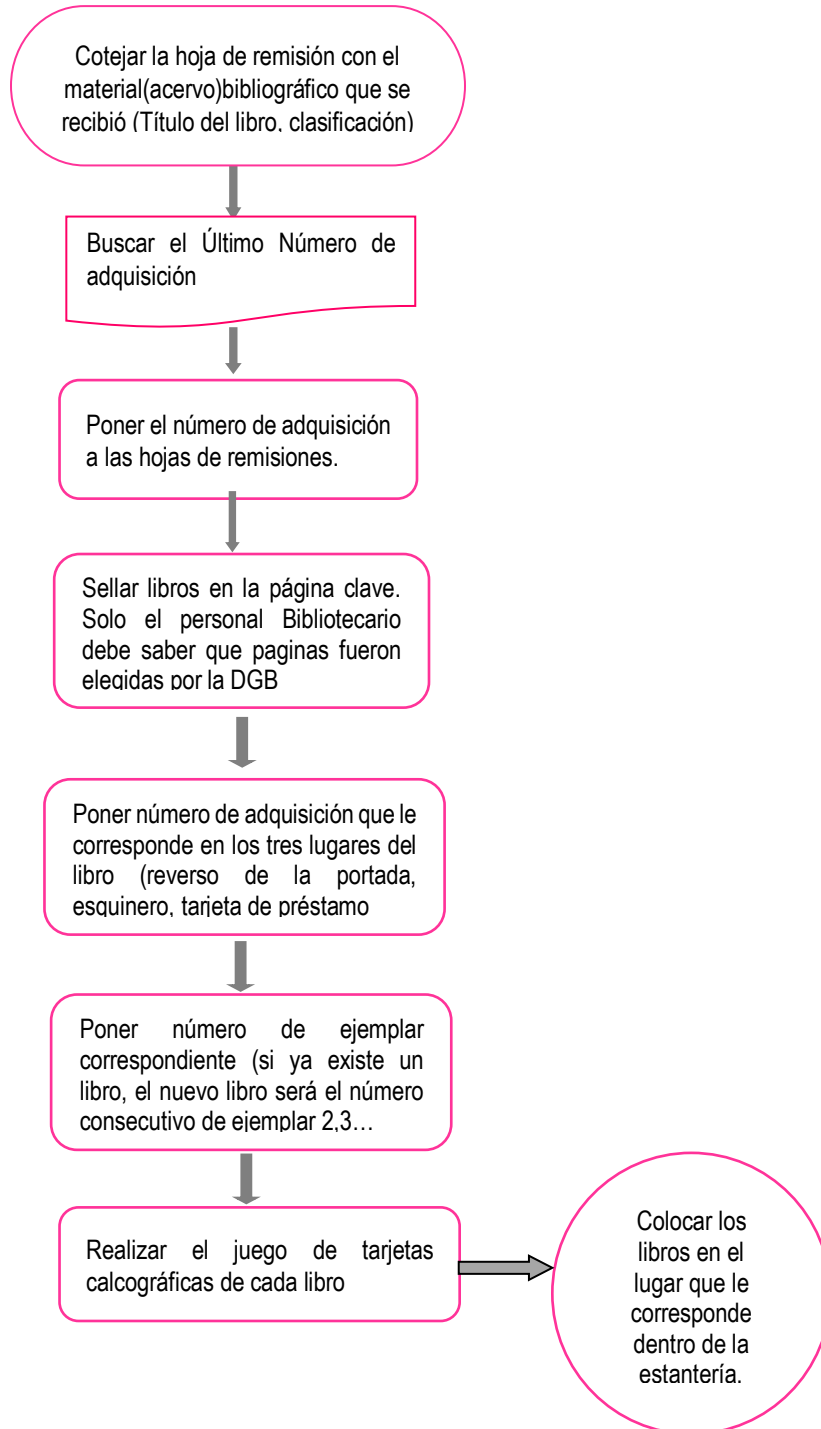 Cotejar la hoja de remisión con el
material(acervo)bibliográfico que se
recibió (Título del libro, clasificación)
Buscar el Último Número de
adquisición
Poner el número de adquisición
a las hojas de remisiones.
Sellar libros en la página clave.
Solo el personal Bibliotecario
debe saber que paginas fueron
elegidas por la DGB
Poner número de adquisición que le
corresponde en los tres lugares del
libro (reverso de la portada,
esquinero, tarjeta de préstamo
Poner número de ejemplar
correspondiente (si ya existe un
libro, el nuevo libro será el número
consecutivo de ejemplar 2,3…
Realizar el juego de tarjetas
calcográficas de cada libro
Colocar los
libros en el
lugar que le
corresponde
dentro de la
estantería.